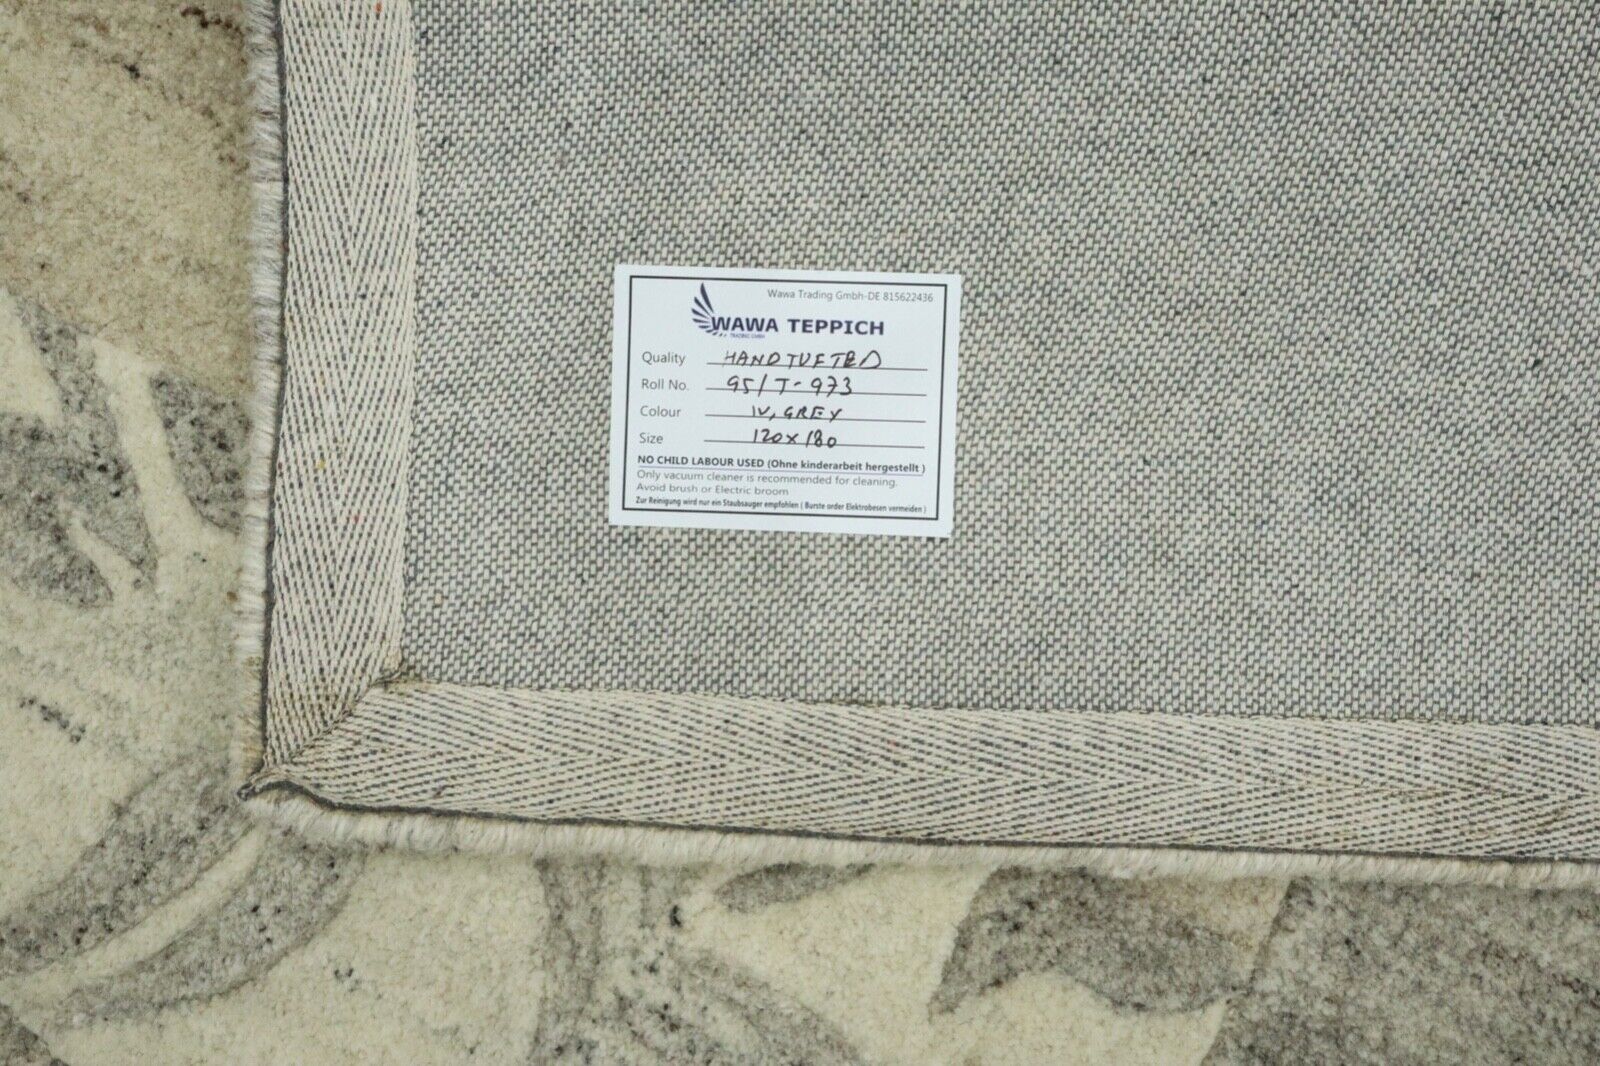 Wawa Trading Gmbh-DE 815622436
WAWA TEPPICH
TRADING GMBH
Quality HANDTUFTED
Roll No. 95/T-973
Colour IV, GREY
Size 120x180
NO CHILD LABOUR USED (Ohne kinderarbeit hergestellt )
Only vacuum cleaner is recommended for cleaning.
Avoid brush or Electric broom
Zur Reinigung wird nur ein Staubsauger empfohlen ( Burste order Elektrobesen vermeiden )